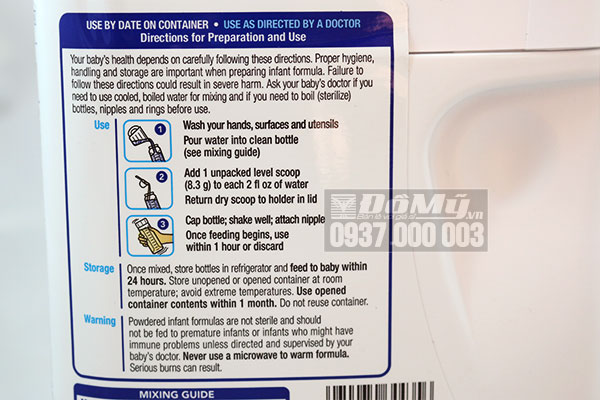 USE BY DATE ON CONTAINER • USE AS DIRECTED BY A DOCTOR
Directions for Preparation and Use
Your baby's health depends on carefully following these directions. Proper hygiene,
handling and storage are important when preparing infant formula. Failure to
follow these directions could result in severe harm. Ask your baby's doctor if you
need to use cooled, boiled water for mixing and if you need to boil (sterilize)
bottles, nipples and rings before use.
Use
1
Wash your hands, surfaces and utensils
Pour water into clean bottle
(see mixing guide)
2
Add 1 unpacked level scoop
(8.3 g) to each 2 fl oz of water
Return dry scoop to holder in lid
3
Cap bottle; shake well; attach nipple
Once feeding begins, use
within 1 hour or discard
ĐồMỹ.vn
0937 000 003
Storage
Once mixed, store bottles in refrigerator and feed to baby within
24 hours. Store unopened or opened container at room
temperature; avoid extreme temperatures. Use opened
container contents within 1 month. Do not reuse container.
Warning
Powdered infant formulas are not sterile and should
not be fed to premature infants or infants who might have
immune problems unless directed and supervised by your
baby's doctor. Never use a microwave to warm formula.
Serious burns can result.
MIXING GUIDE